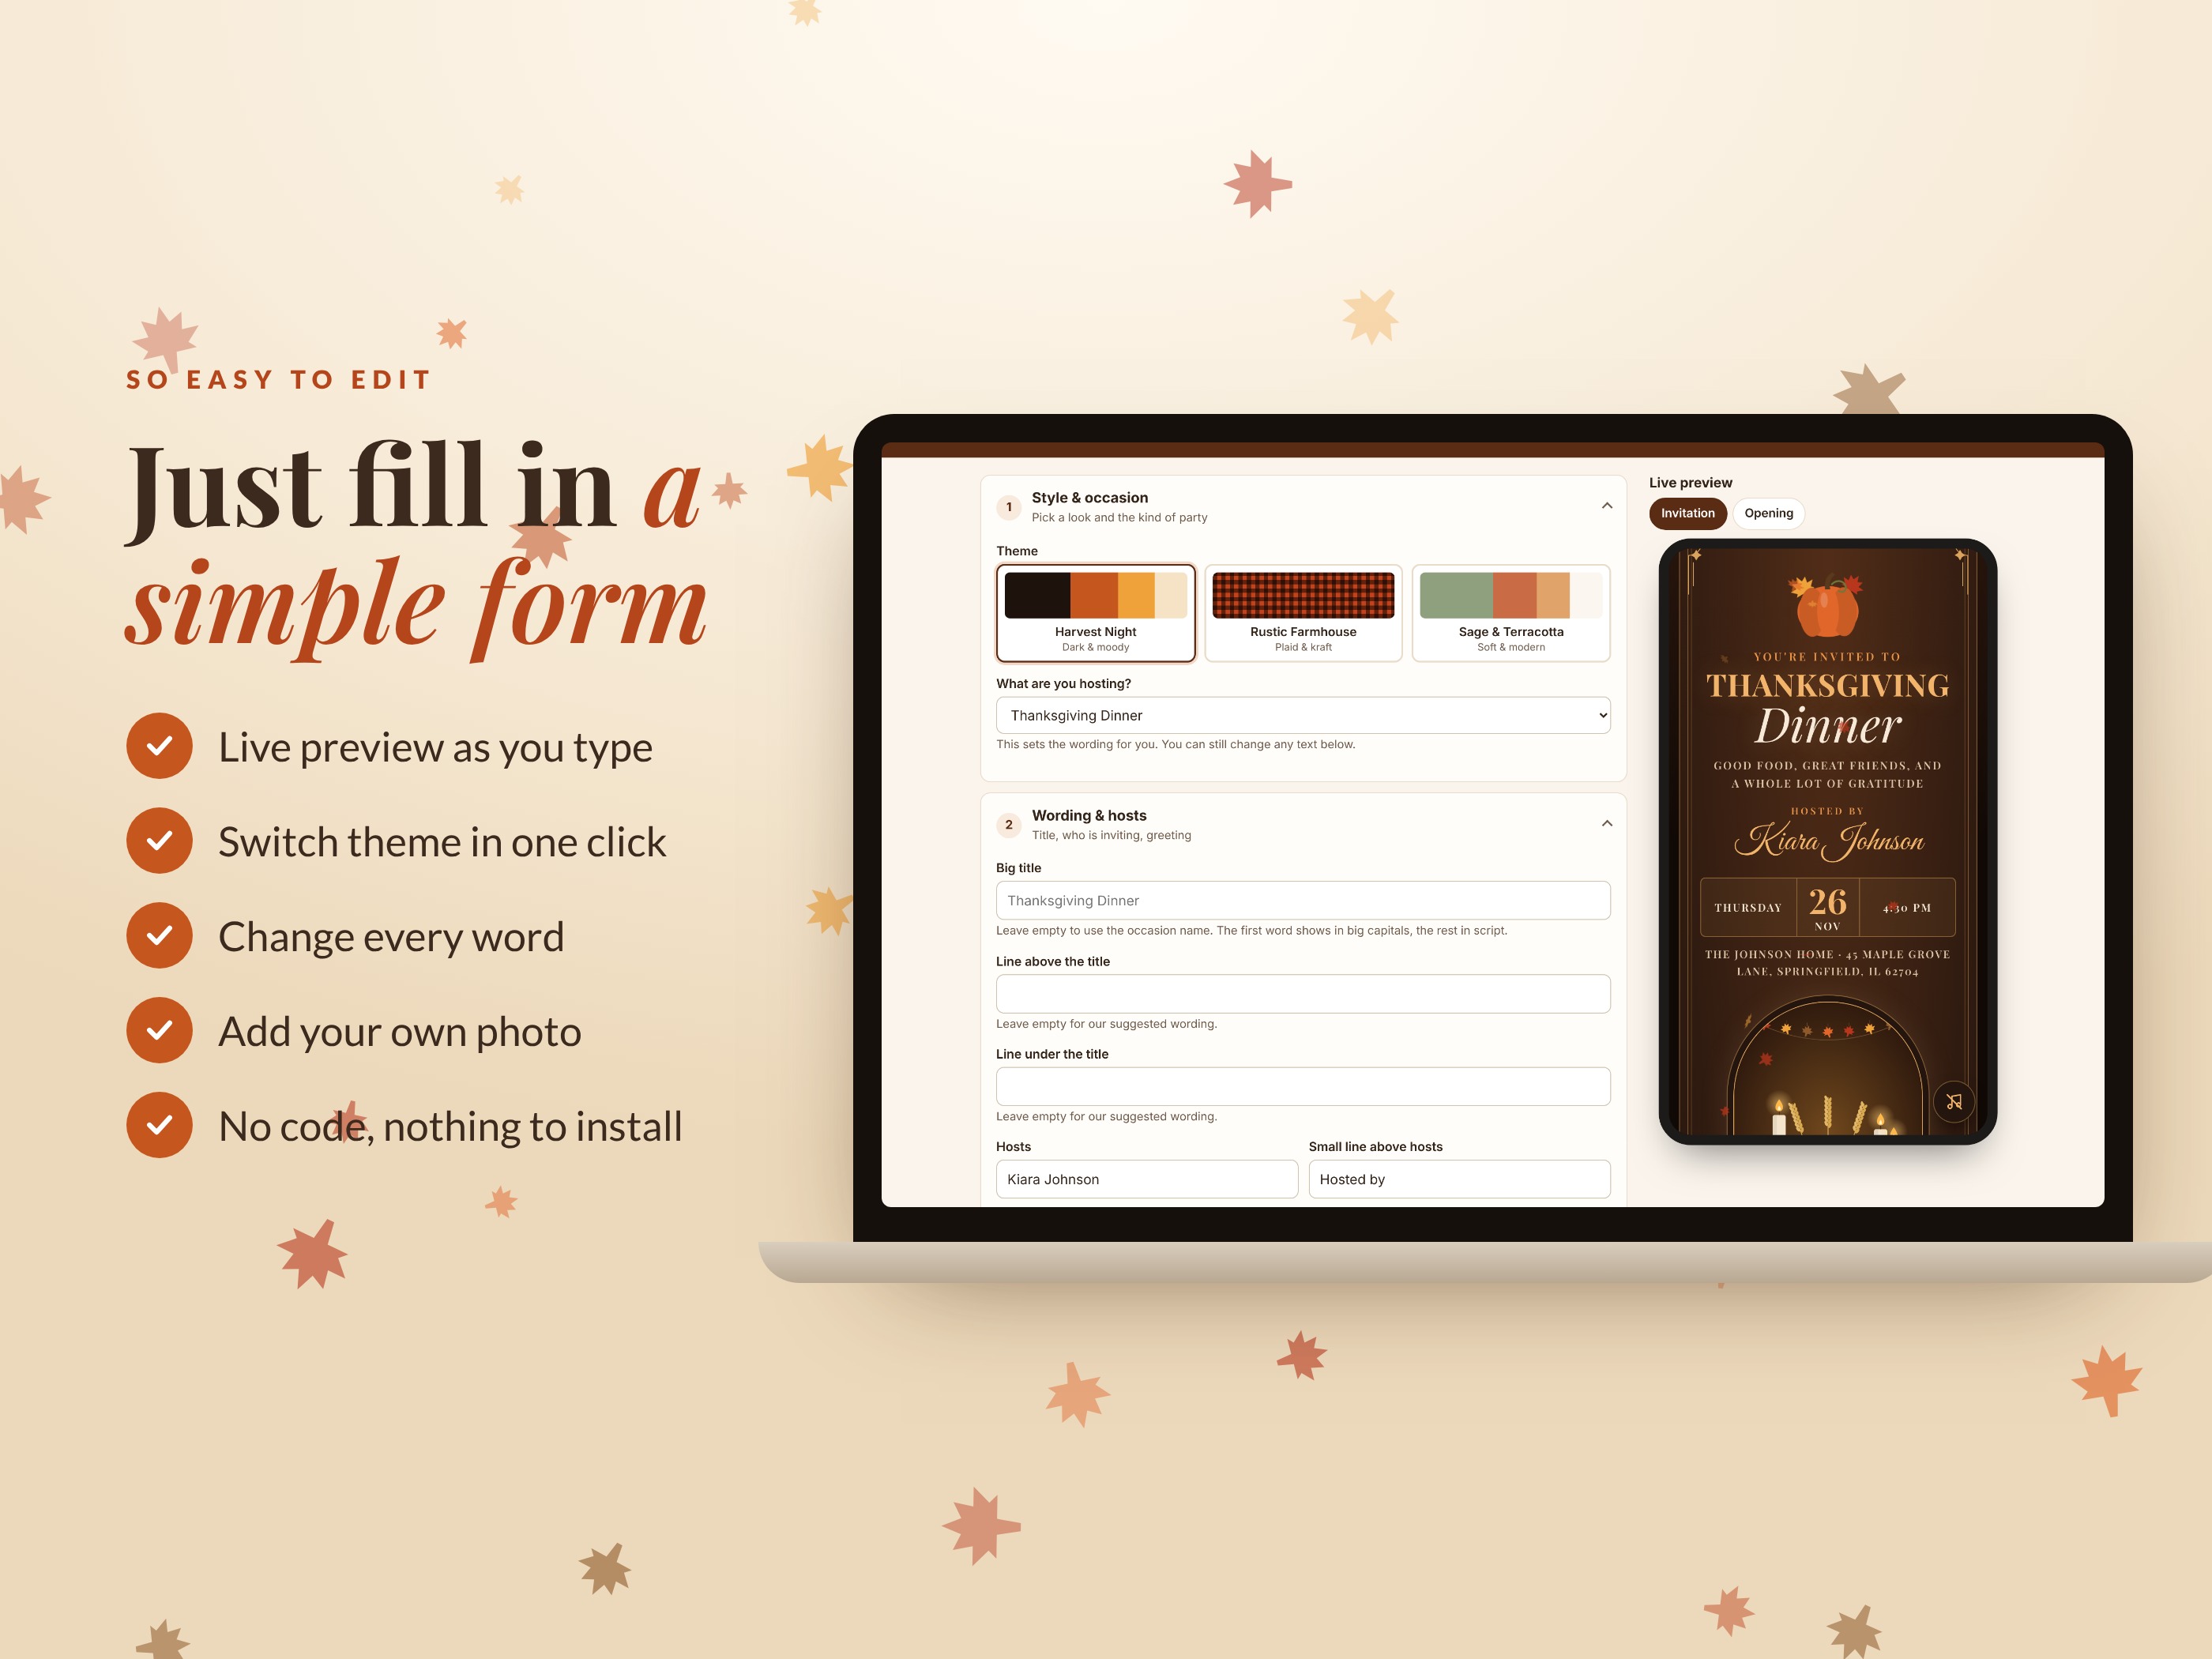 SO EASY TO EDIT
Just fill in a
simple form
Live preview as you type
Switch theme in one click
Change every word
Add your own photo
No code, nothing to install
1
Style & occasion
Pick a look and the kind of party
Theme
Harvest Night
Dark & moody
Rustic Farmhouse
Plaid & kraft
Sage & Terracotta
Soft & modern
What are you hosting?
Thanksgiving Dinner
This sets the wording for you. You can still change any text below.
2
Wording & hosts
Title, who is inviting, greeting
Big title
Thanksgiving Dinner
Leave empty to use the occasion name. The first word shows in big capitals, the rest in script.
Line above the title
Leave empty for our suggested wording.
Line under the title
Leave empty for our suggested wording.
Hosts
Small line above hosts
Kiara Johnson
Hosted by
Live preview
Invitation
Opening
YOU'RE INVITED TO
THANKSGIVING
Dinner
GOOD FOOD, GREAT FRIENDS, AND
A WHOLE LOT OF GRATITUDE
HOSTED BY
Kiara Johnson
THURSDAY
26
NOV
4:30 PM
THE JOHNSON HOME · 45 MAPLE GROVE
LANE, SPRINGFIELD, IL 62704